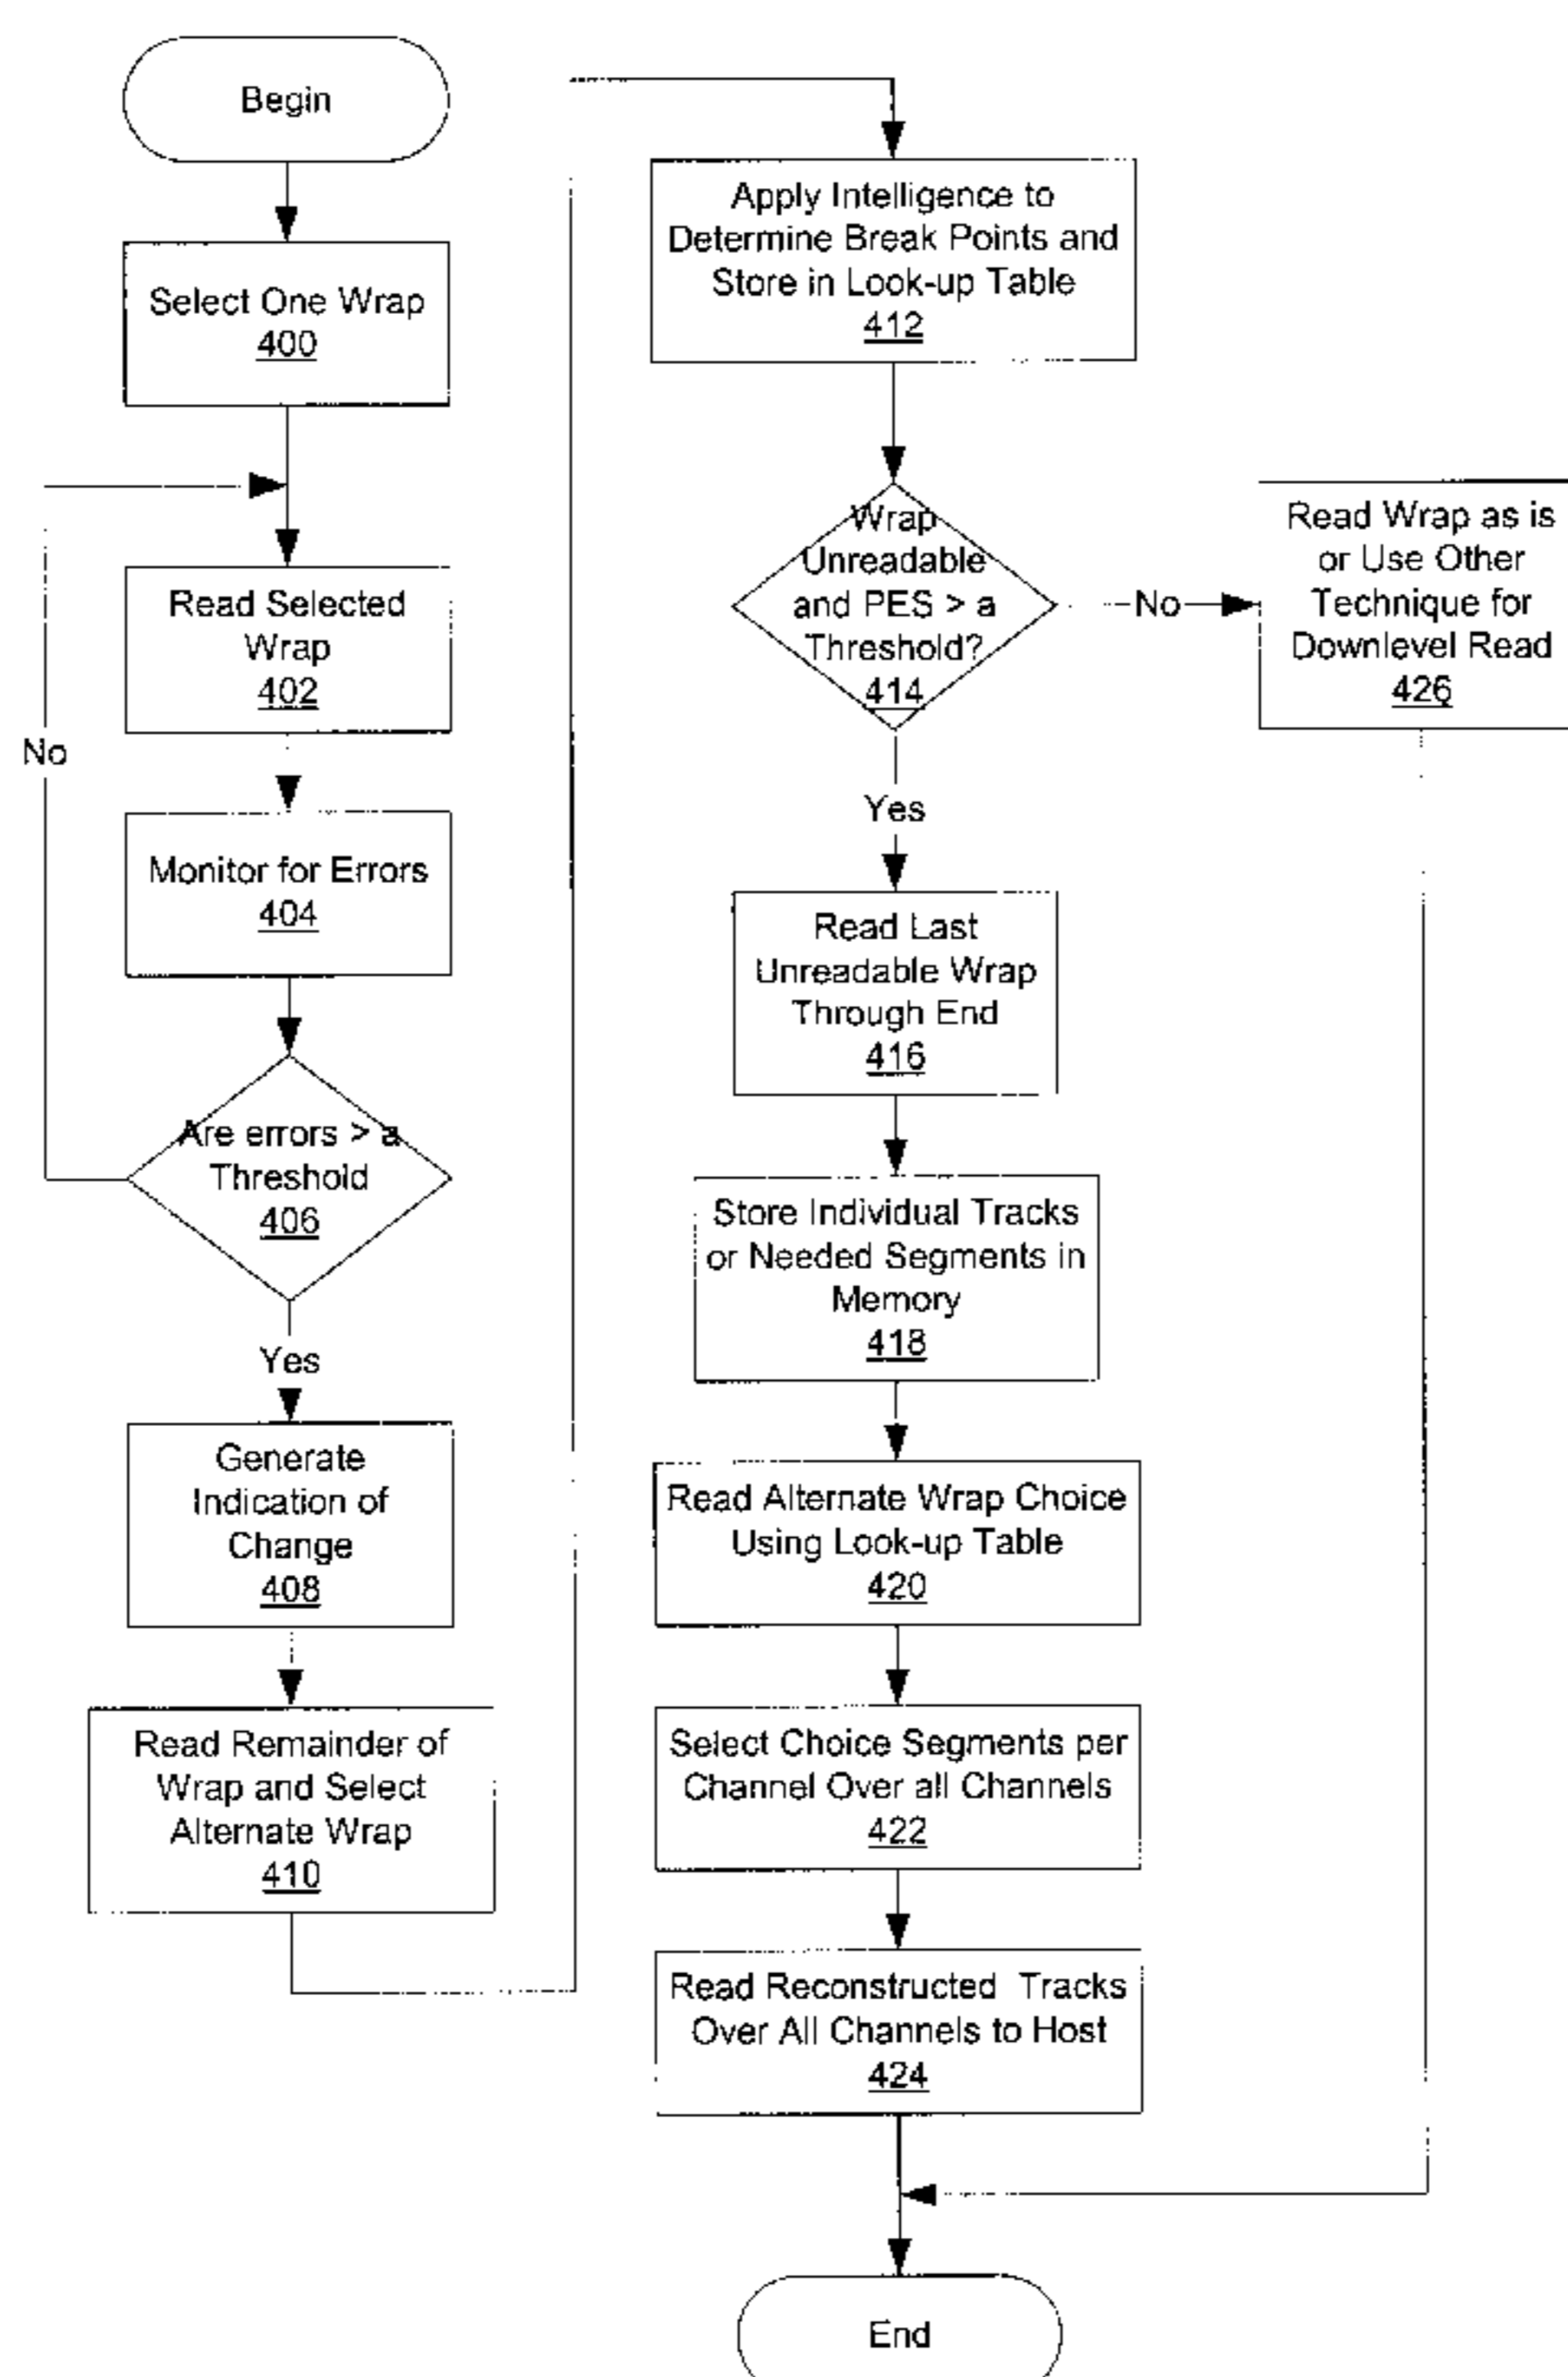 Begin
Select One Wrap
400
Read Selected
Wrap
402
No
Monitor for Errors
404
Are errors > a
Threshold
406
Yes
Generate
Indication of
Change
408
Read Remainder of
Wrap and Select
Alternate Wrap
410
Apply Intelligence to
Determine Break Points and
Store in Look-up Table
412
Wrap
Unreadable
and PES > a
Threshold?
414
No
Read Wrap as is
or Use Other
Technique for
Downlevel Read
426
Yes
Read Last
Unreadable Wrap
Through End
416
Store Individual Tracks
or Needed Segments in
Memory
418
Read Alternate Wrap Choice
Using Look-up Table
420
Select Choice Segments per
Channel Over all Channels
422
Read Reconstructed Tracks
Over All Channels to Host
424
End